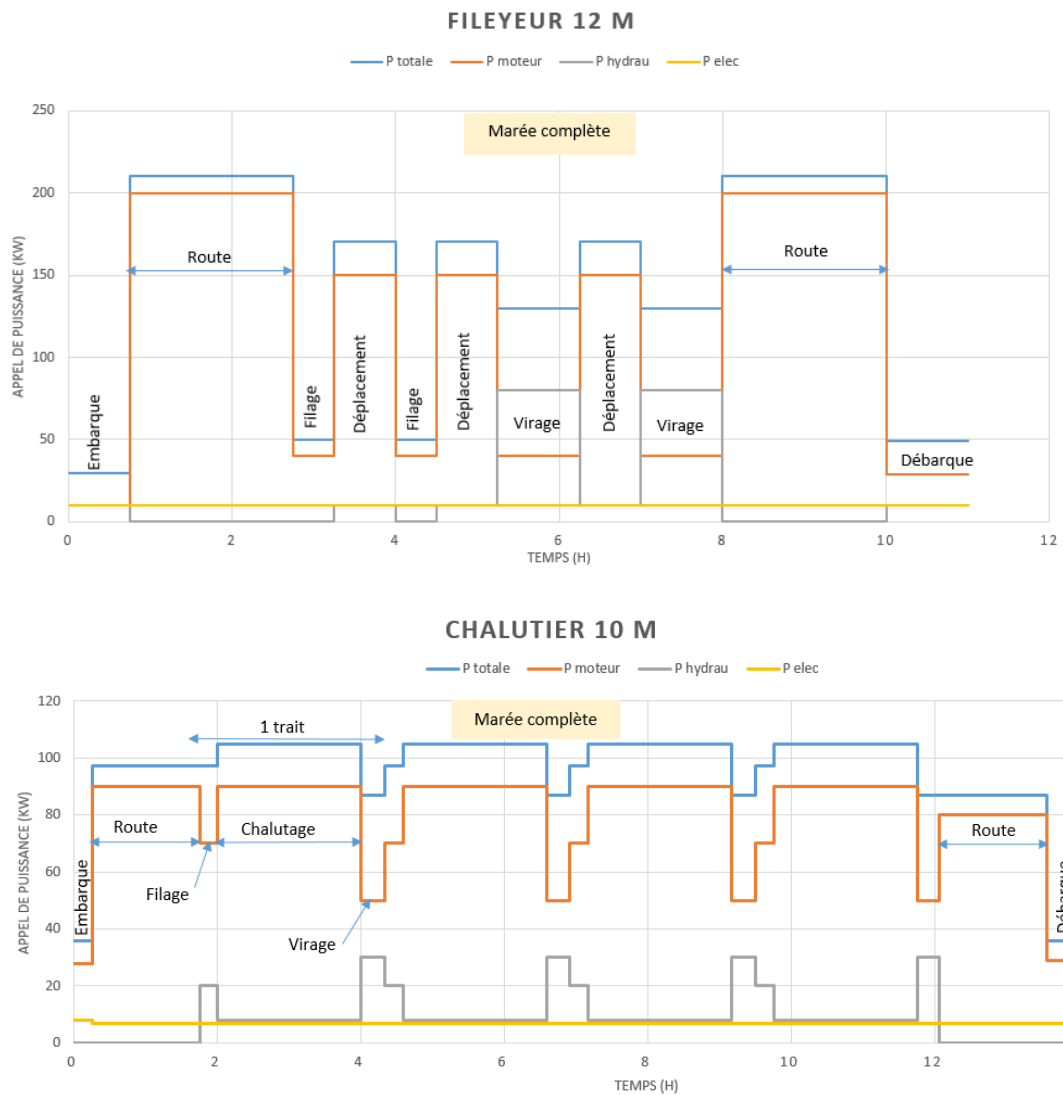 FILEYEUR 12 M
P totale P moteur P hydrau P elec
Marée complète
APPEL DE PUISSANCE (KW)
250
200
150
100
50
0
Embarque
Route
Filage
Déplacement
Filage
Déplacement
Virage
Déplacement
Virage
Route
Débarque
0 2 4 6 8 10 12
TEMPS (H)
CHALUTIER 10 M
P totale P moteur P hydrau P elec
Marée complète
1 trait
APPEL DE PUISSANCE (KW)
120
100
80
60
40
20
0
Embarque
Route
Filage
Chalutage
Virage
Route
Débarque
0 2 4 6 8 10 12
TEMPS (H)